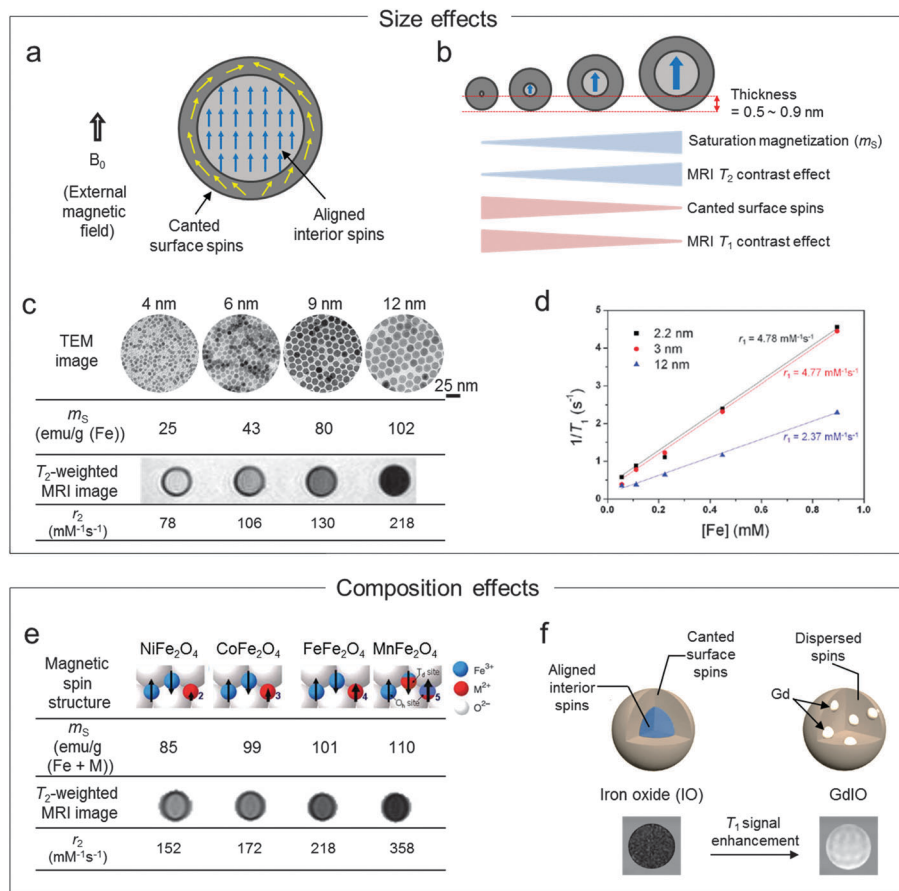 Size effects
a
B₀
(External
magnetic
field)
Canted
surface spins
Aligned
interior spins
b
Thickness
= 0.5 ~ 0.9 nm
Saturation magnetization (mS)
MRI T₂ contrast effect
Canted surface spins
MRI T₁ contrast effect
c
4 nm 6 nm 9 nm 12 nm
TEM
image
25 nm
mS
(emu/g (Fe)) 25 43 80 102
T₂-weighted
MRI image
r₂
(mM⁻¹s⁻¹) 78 106 130 218
d
1/T₁ (s⁻¹)
5
4
3
2
1
0
2.2 nm
3 nm
12 nm
r₁ = 4.78 mM⁻¹s⁻¹
r₁ = 4.77 mM⁻¹s⁻¹
r₁ = 2.37 mM⁻¹s⁻¹
0.0 0.2 0.4 0.6 0.8 1.0
[Fe] (mM)
Composition effects
e
NiFe₂O₄ CoFe₂O₄ FeFe₂O₄ MnFe₂O₄
Magnetic
spin
structure
2 3 4 5
Td site
Oh site
Fe³⁺
M²⁺
O²⁻
mS
(emu/g
(Fe + M)) 85 99 101 110
T₂-weighted
MRI image
r₂
(mM⁻¹s⁻¹) 152 172 218 358
f
Aligned
interior
spins
Canted
surface
spins
Dispersed
spins
Gd
Iron oxide (IO) GdIO
T₁ signal
enhancement